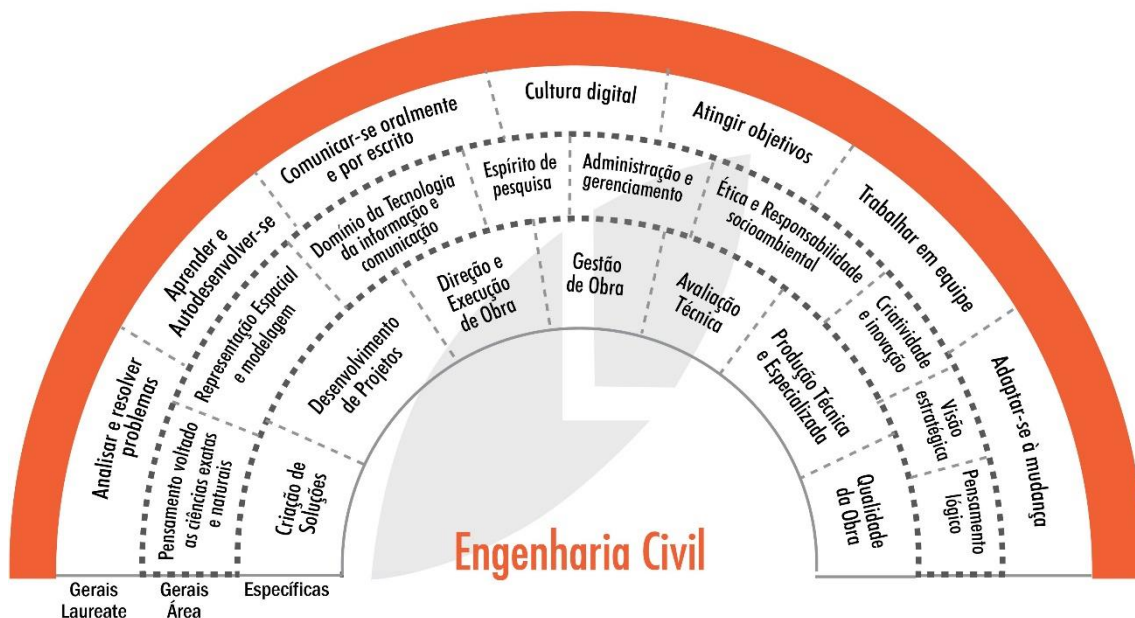 Analisar e resolver
problemas
Aprender e
Autodesenvolver-se
Comunicar-se oralmente
e por escrito
Cultura digital
Atingir objetivos
Trabalhar em equipe
Adaptar-se à mudança
Pensamento voltado
as ciências exatas
e naturais
Representação Espacial
e modelagem
Domínio da Tecnologia
da informação e
comunicação
Espírito de
pesquisa
Administração e
gerenciamento
Ética e Responsabilidade
socioambiental
Criatividade
e inovação
Visão
estratégica
Pensamento
lógico
Criação de
Soluções
Desenvolvimento
de Projetos
Direção e
Execução
de Obra
Gestão
de Obra
Avaliação
Técnica
Produção Técnica
e Especializada
Qualidade
da Obra
Engenharia Civil
Gerais
Laureate
Gerais
Área
Específicas